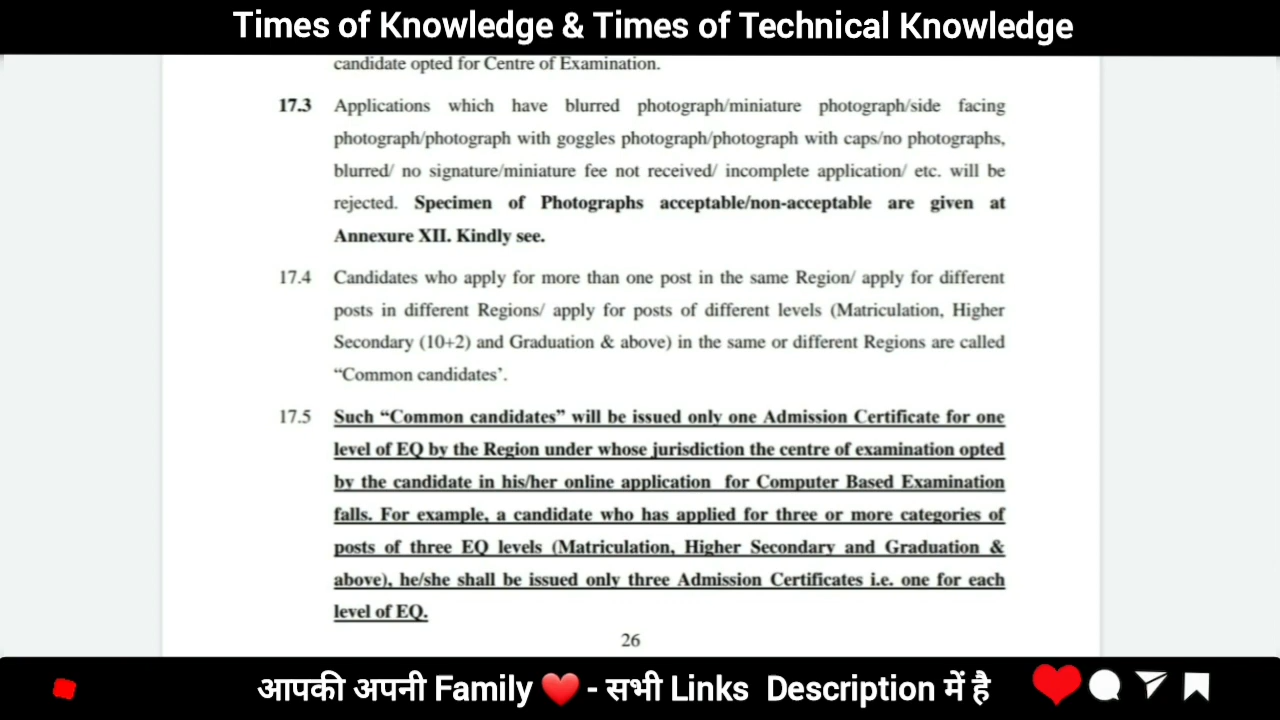 Times of Knowledge & Times of Technical Knowledge
candidate opted for Centre of Examination.
17.3 Applications which have blurred photograph/miniature photograph/side facing
photograph/photograph with goggles photograph/photograph with caps/no photographs,
blurred/ no signature/miniature fee not received/ incomplete application/ etc. will be
rejected. Specimen of Photographs acceptable/non-acceptable are given at
Annexure XII. Kindly see.
17.4 Candidates who apply for more than one post in the same Region/ apply for different
posts in different Regions/ apply for posts of different levels (Matriculation, Higher
Secondary (10+2) and Graduation & above) in the same or different Regions are called
“Common candidates’.
17.5 Such “Common candidates” will be issued only one Admission Certificate for one
level of EQ by the Region under whose jurisdiction the centre of examination opted
by the candidate in his/her online application for Computer Based Examination
falls. For example, a candidate who has applied for three or more categories of
posts of three EQ levels (Matriculation, Higher Secondary and Graduation &
above), he/she shall be issued only three Admission Certificates i.e. one for each
level of EQ.
26
आपकी अपनी Family ❤️ - सभी Links Description में है